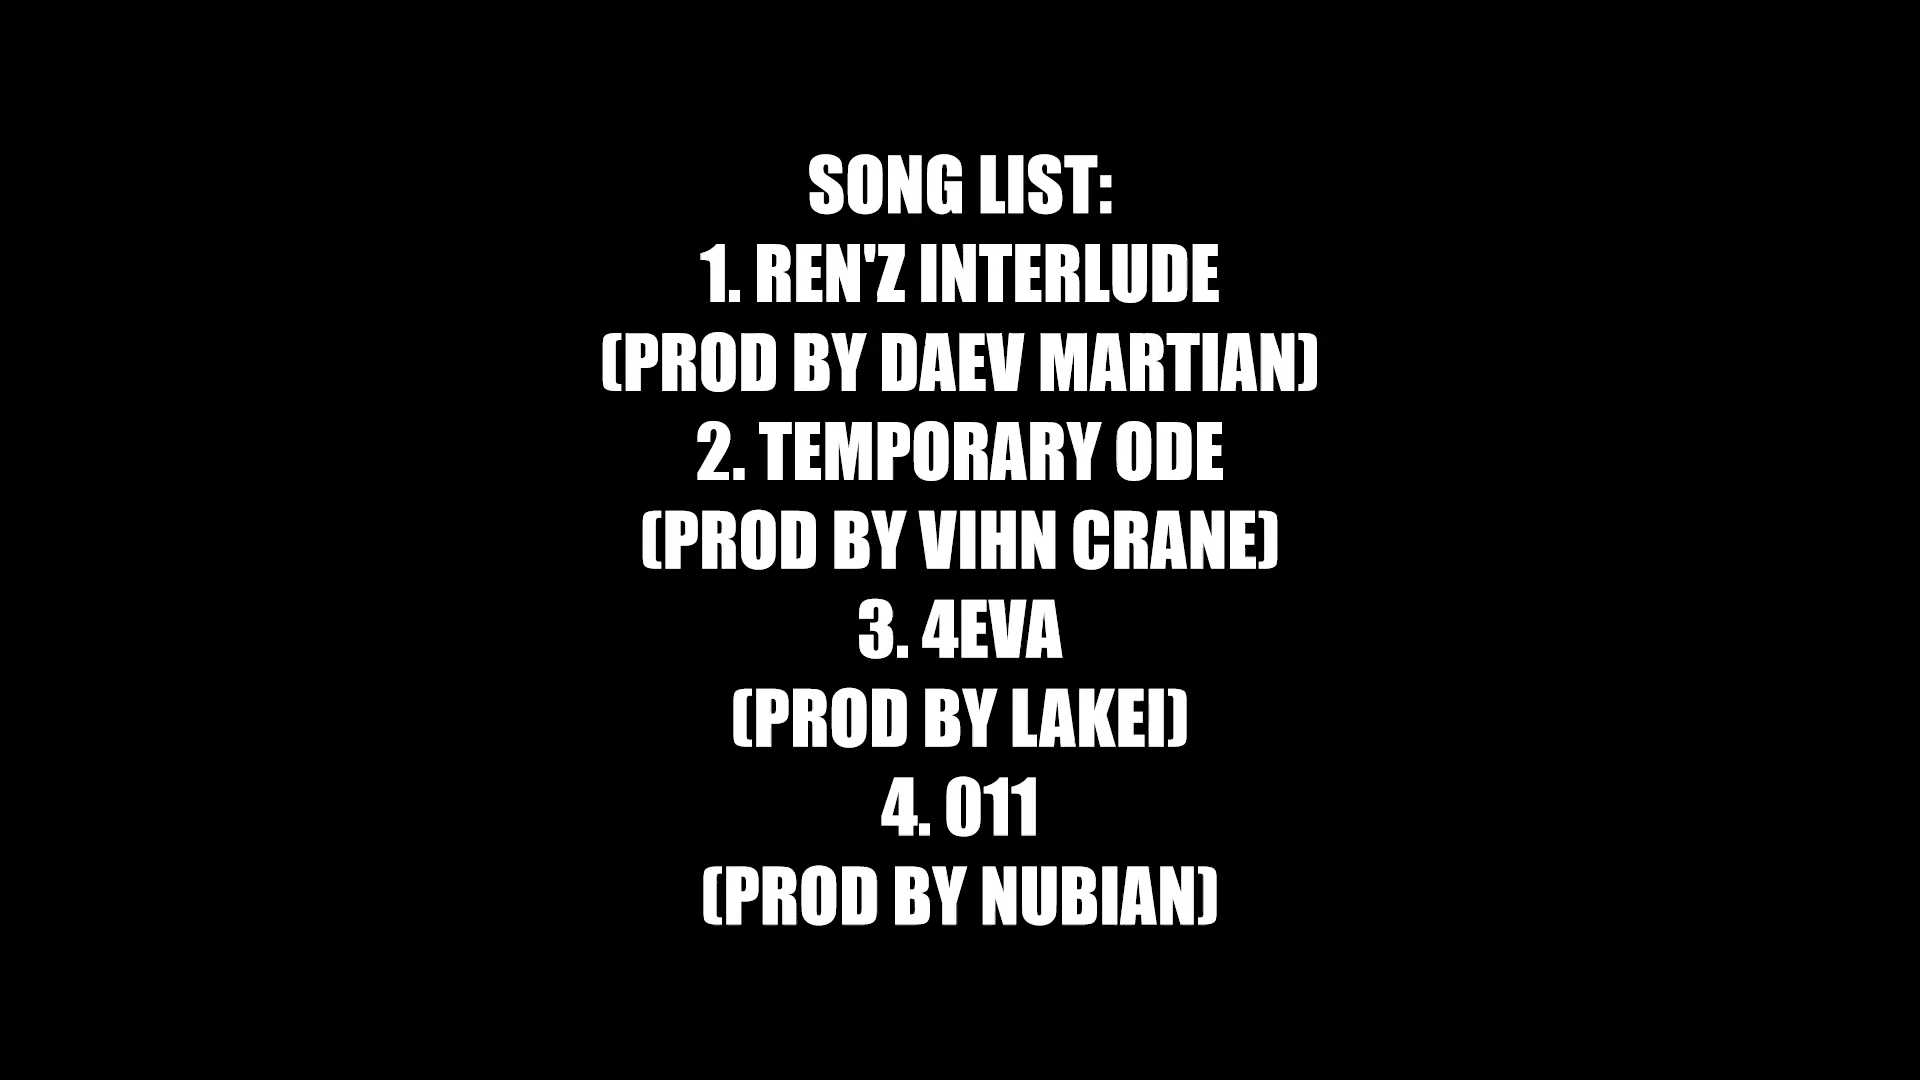 SONG LIST:
1. REN'Z INTERLUDE
(PROD BY DAEV MARTIAN)
2. TEMPORARY ODE
(PROD BY VIHN CRANE)
3. 4EVA
(PROD BY LAKEI)
4. 011
(PROD BY NUBIAN)